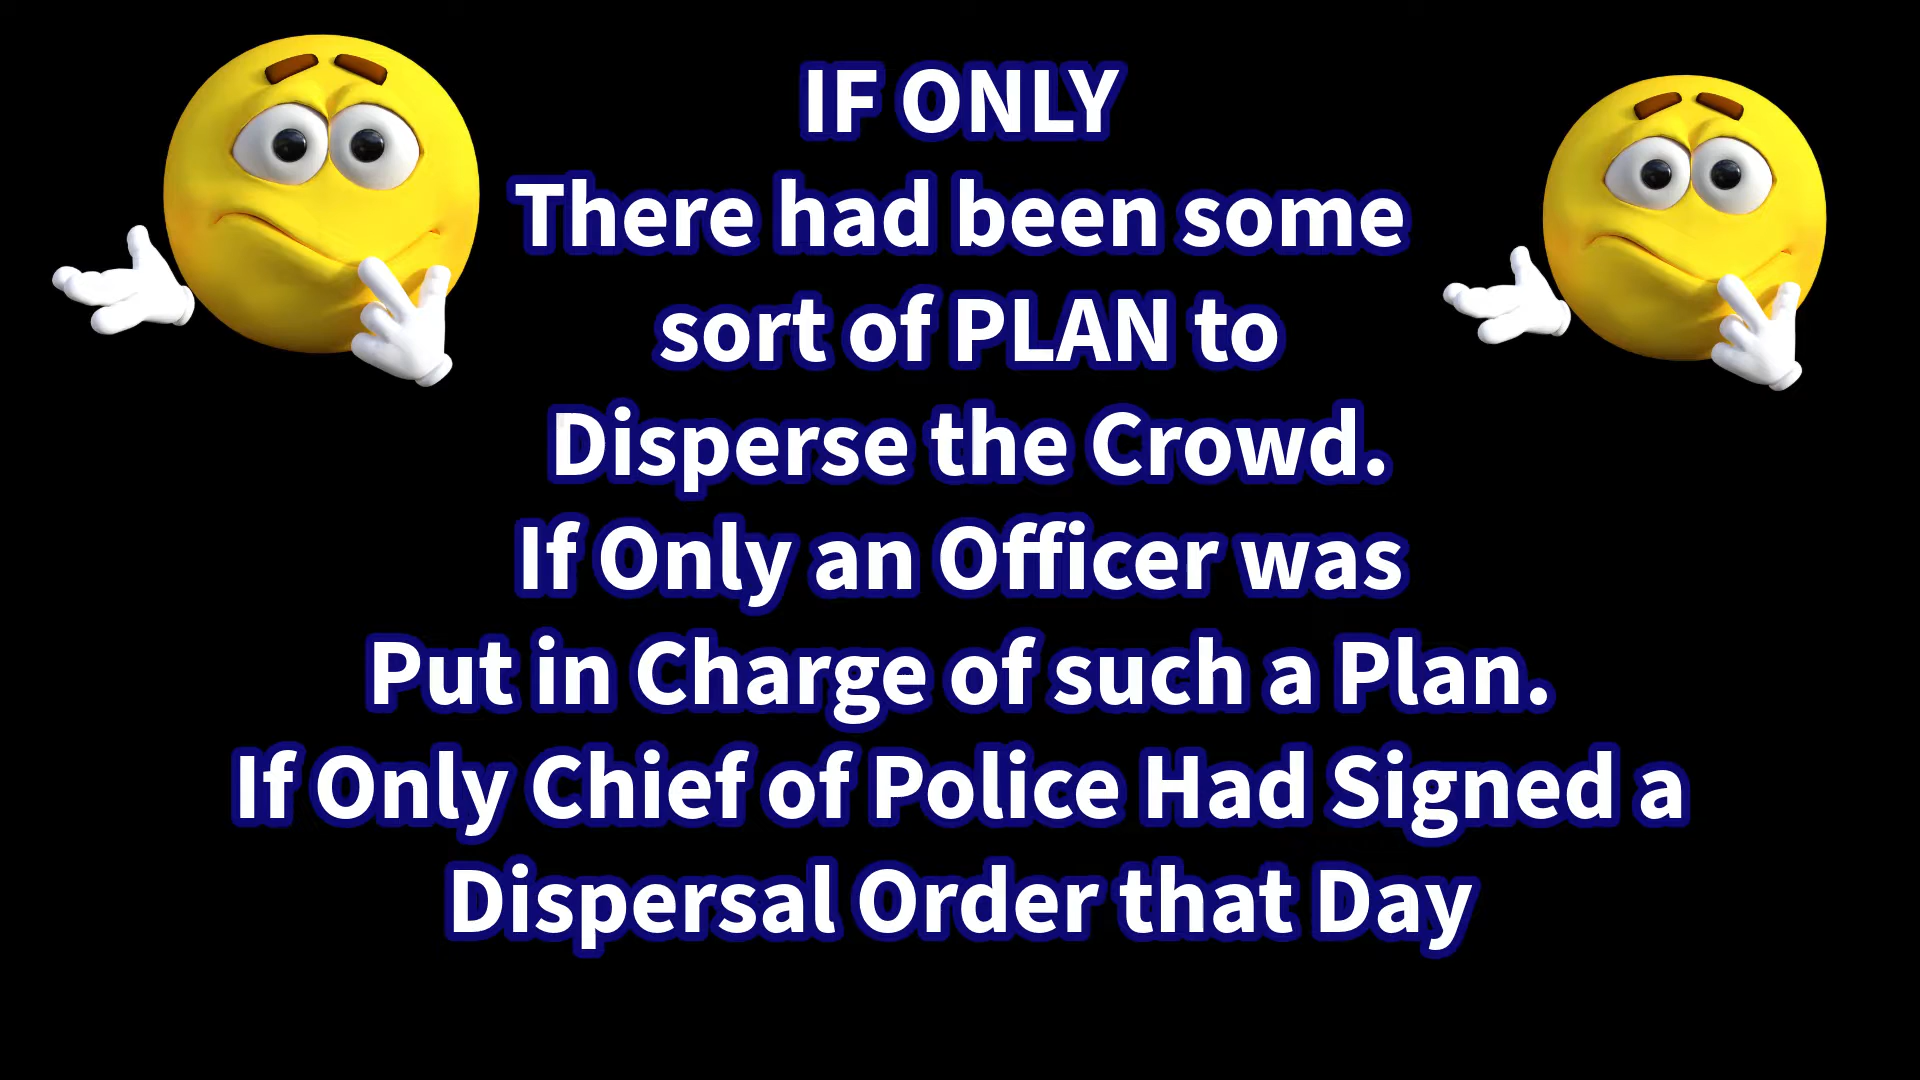 IF ONLY
There had been some
sort of PLAN to
Disperse the Crowd.
If Only an Officer was
Put in Charge of such a Plan.
If Only Chief of Police Had Signed a
Dispersal Order that Day